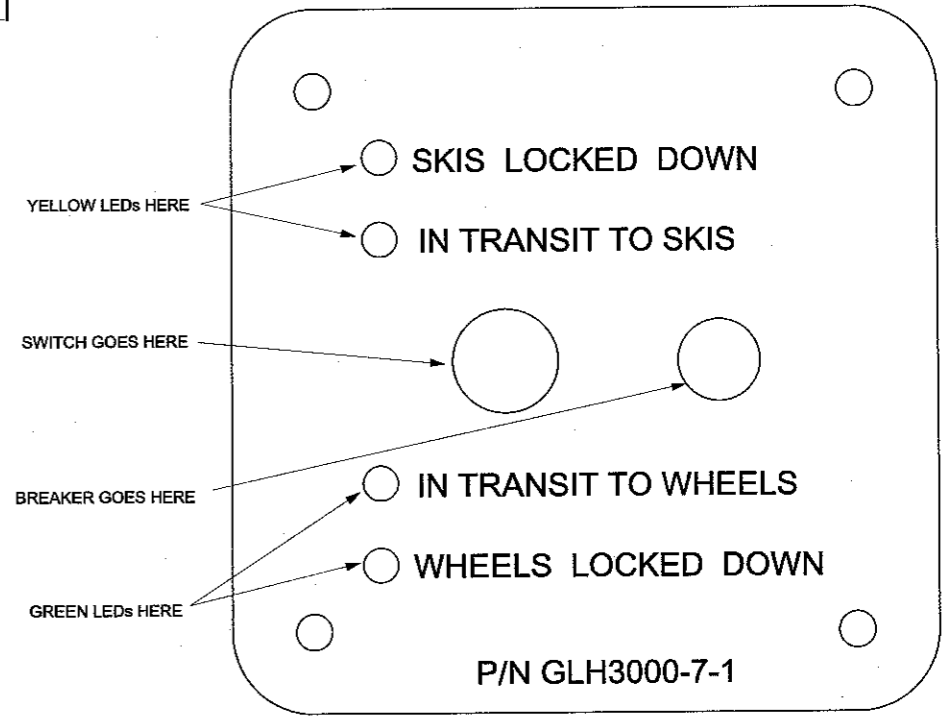 SKIS LOCKED DOWN
YELLOW LEDs HERE
IN TRANSIT TO SKIS
SWITCH GOES HERE
BREAKER GOES HERE
IN TRANSIT TO WHEELS
WHEELS LOCKED DOWN
GREEN LEDs HERE
P/N GLH3000-7-1